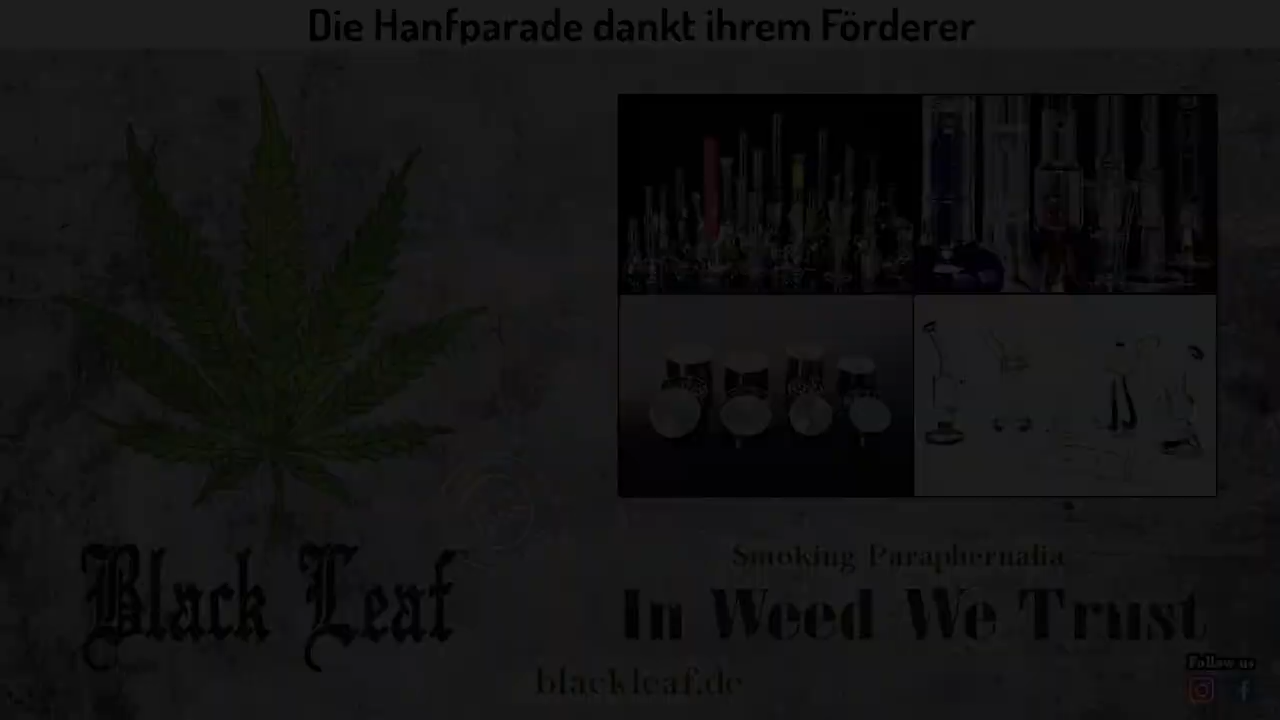 Die Hanfparade dankt ihrem Förderer
Black Leaf
Smoking Paraphernalia
In Weed We Trust
blackleaf.de
Follow us